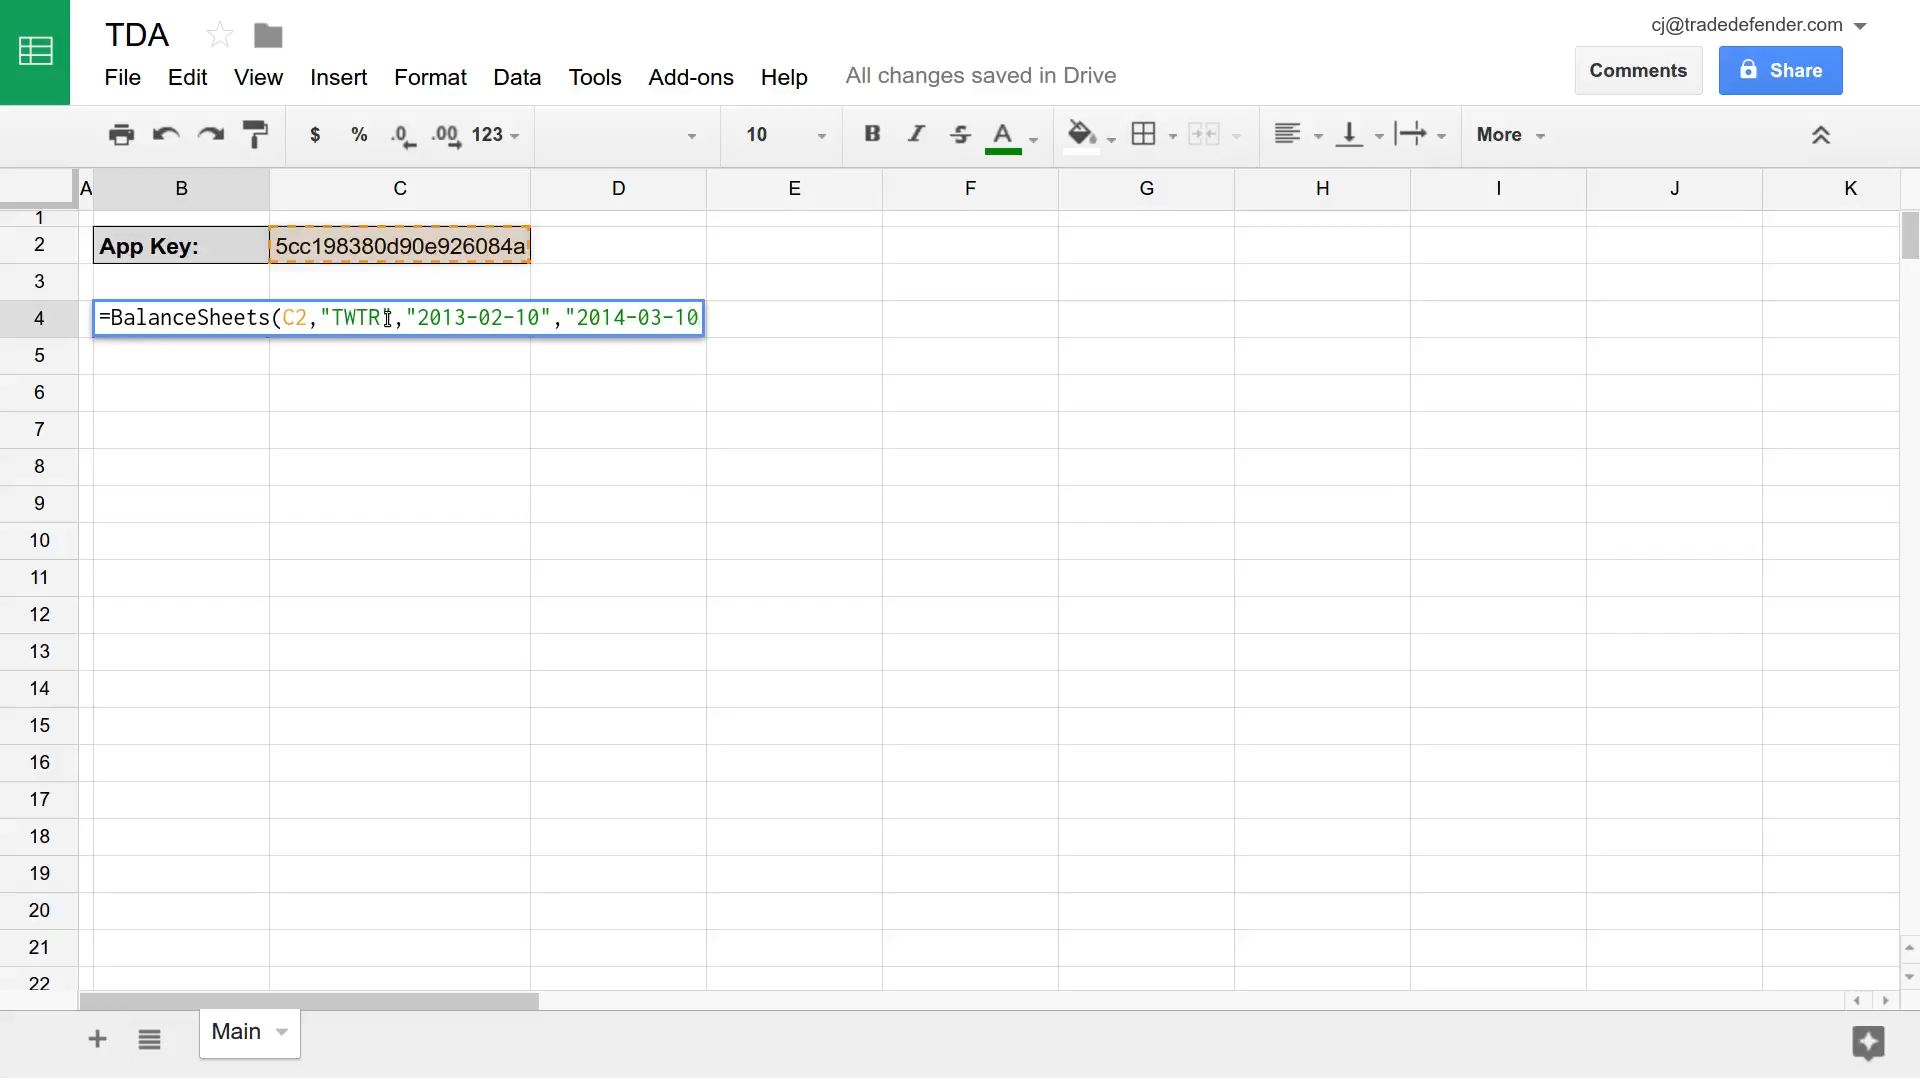 TDA
cj@tradedefender.com
File Edit View Insert Format Data Tools Add-ons Help All changes saved in Drive
Comments Share
$ % .0 .00 123 10 B I S A More
A B C D E F G H I J K
1
2 App Key: 5cc198380d90e926084a
3
4 =BalanceSheets(C2,"TWTR","2013-02-10","2014-03-10
5
6
7
8
9
10
11
12
13
14
15
16
17
18
19
20
21
22
+ Main